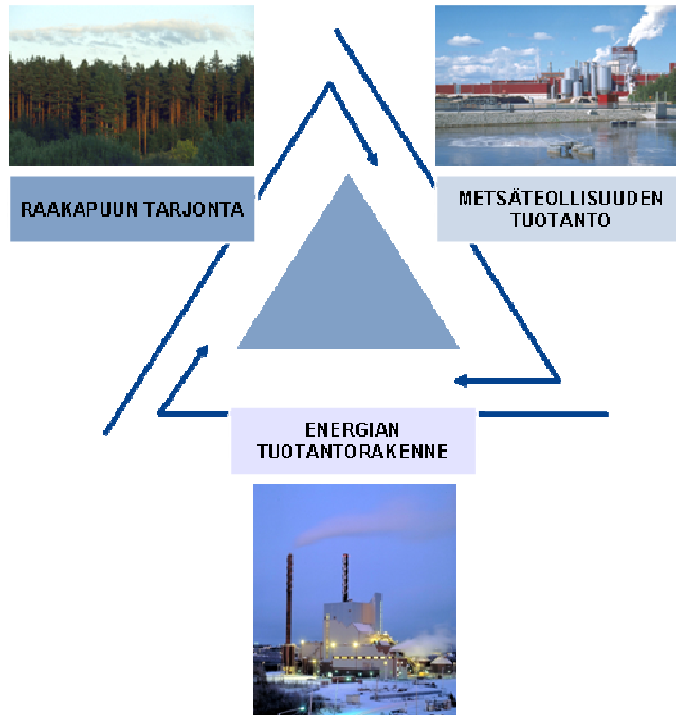 RAAKAPUUN TARJONTA
METSÄTEOLLISUUDEN
TUOTANTO
ENERGIAN
TUOTANTORAKENNE